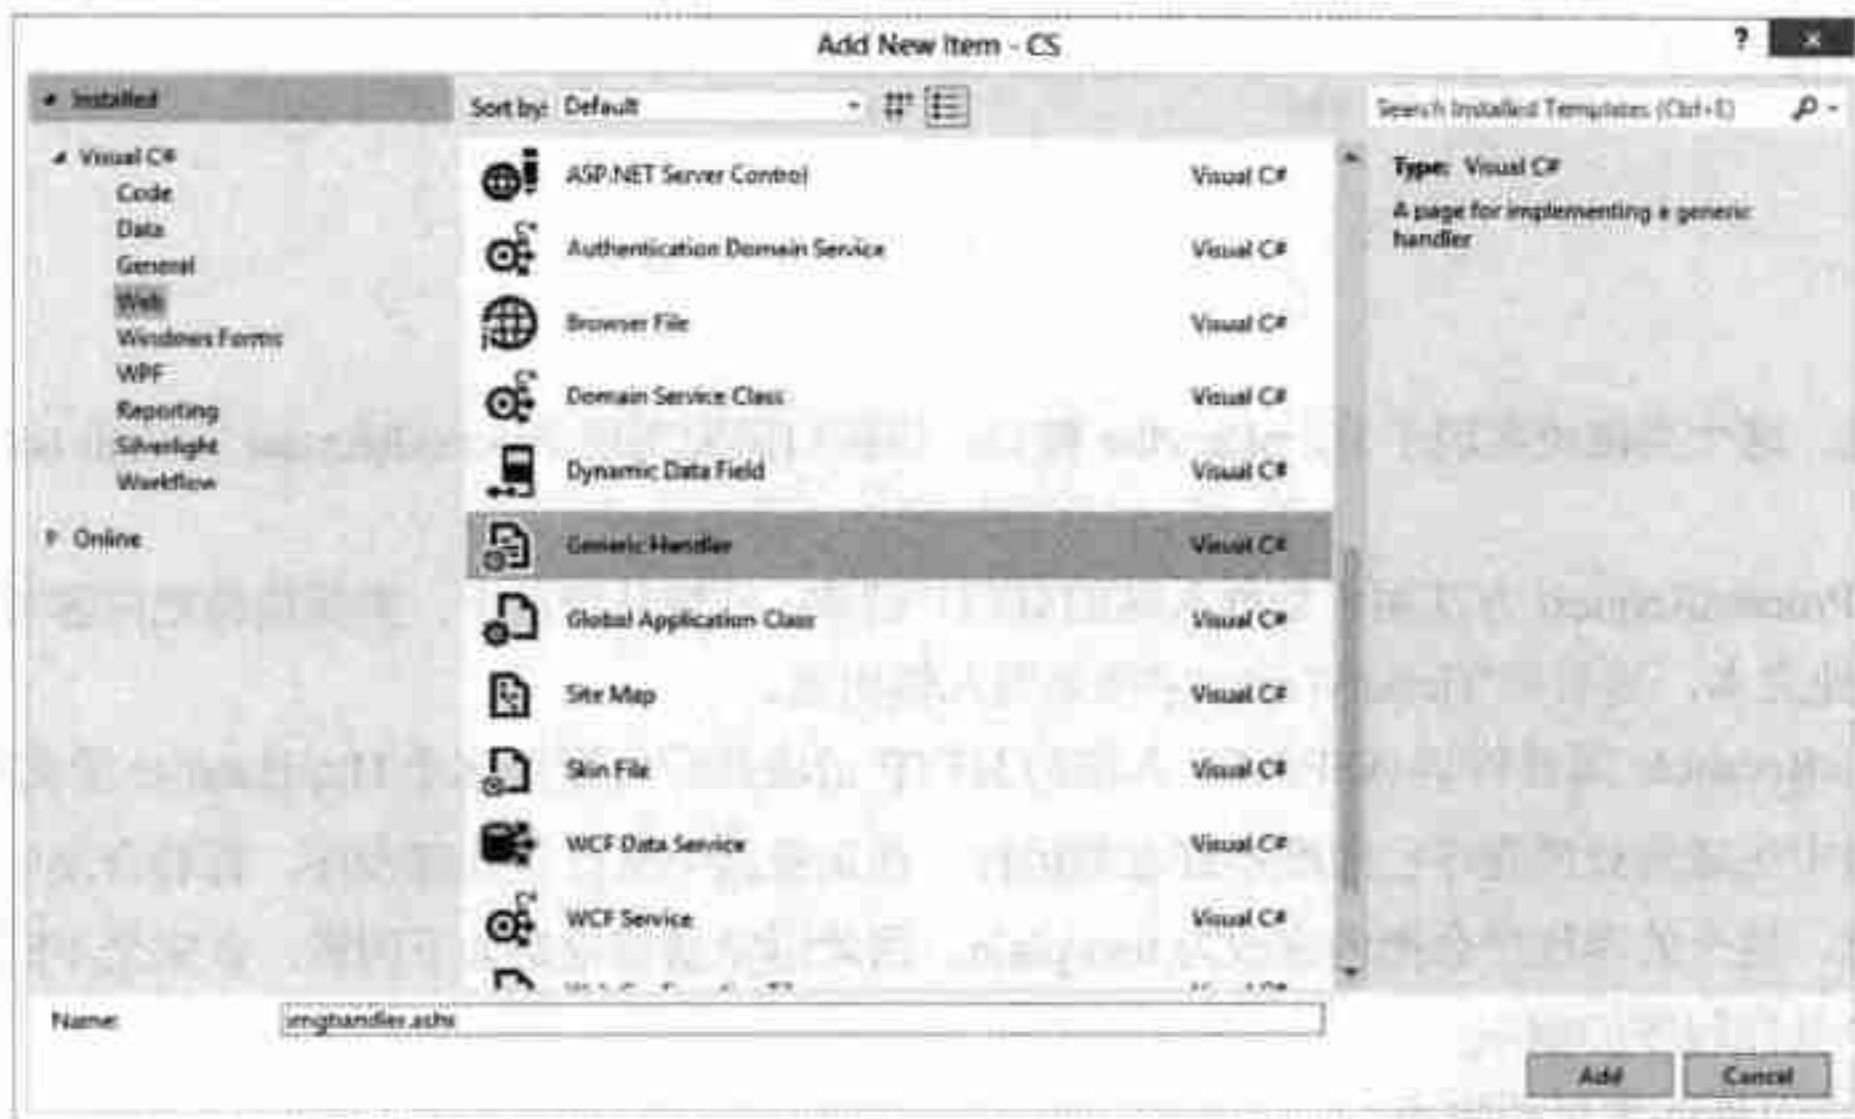 Add New Item - CS
?
Installed
Visual C#
Code
Data
General
Web
Windows Forms
WPF
Reporting
Silverlight
Workflow
Online
Sort by: Default
ASP.NET Server Control Visual C#
Authentication Domain Service Visual C#
Browser File Visual C#
Domain Service Class Visual C#
Dynamic Data Field Visual C#
Generic Handler Visual C#
Global Application Class Visual C#
Site Map Visual C#
Skin File Visual C#
WCF Data Service Visual C#
WCF Service Visual C#
Search Installed Templates (Ctrl+E)
Type: Visual C#
A page for implementing a generic
handler
Name: imghandler.ashx
Add
Cancel